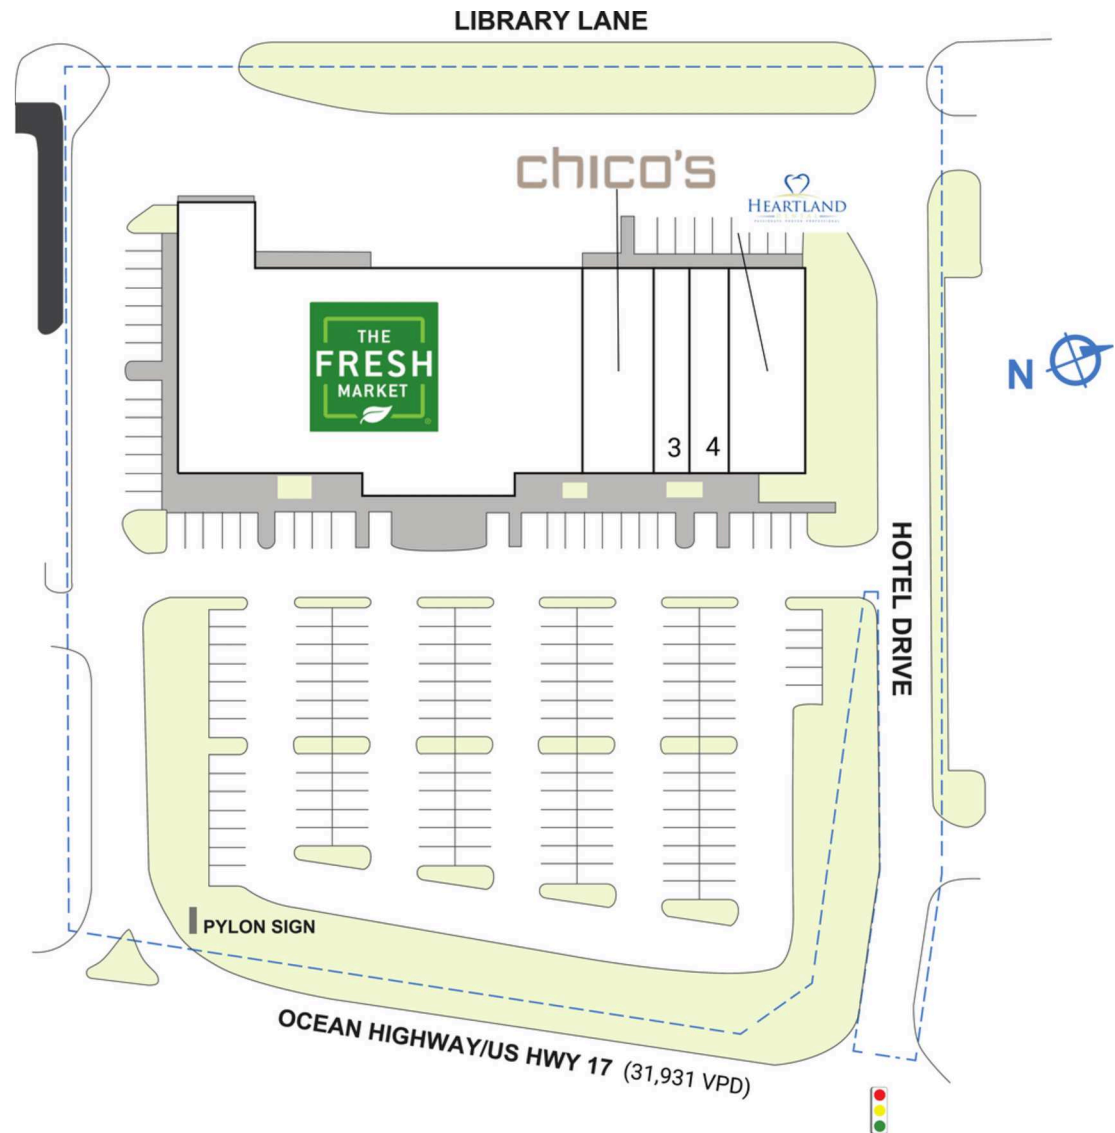 LIBRARY LANE
chico's
HEARTLAND
DENTAL
THE
FRESH
MARKET
N
3
4
HOTEL DRIVE
PYLON SIGN
OCEAN HIGHWAY/US HWY 17 (31,931 VPD)